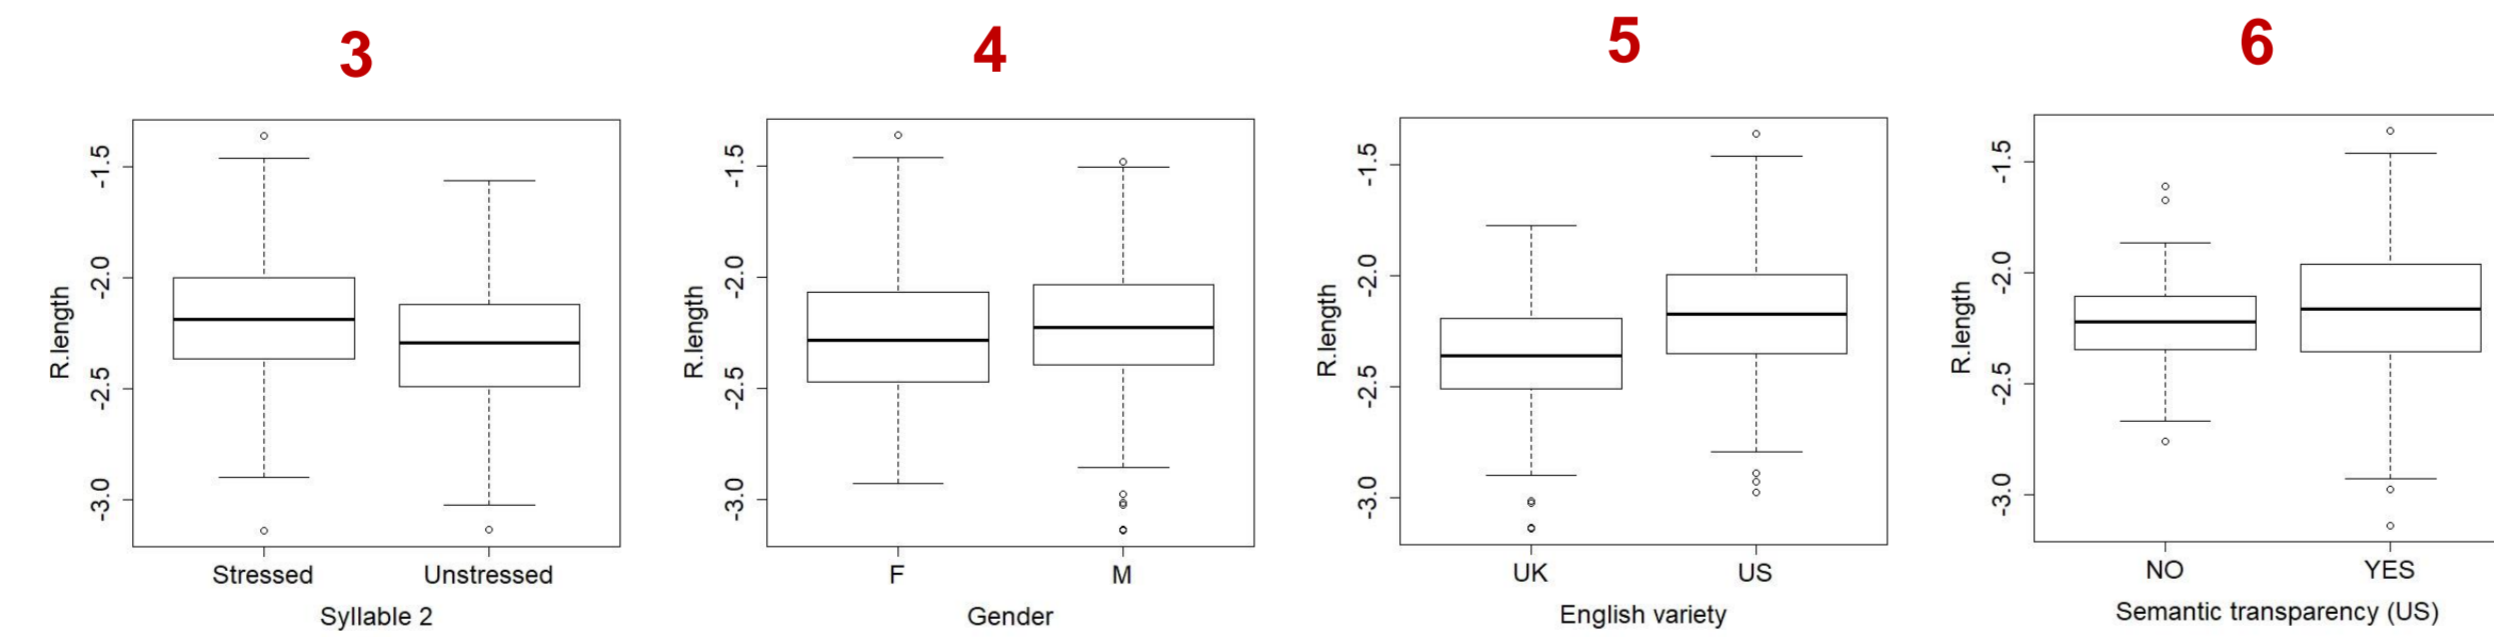 3
4
5
6
R.length
-1.5
-2.0
-2.5
-3.0
Stressed Unstressed
Syllable 2
R.length
-1.5
-2.0
-2.5
-3.0
F M
Gender
R.length
-1.5
-2.0
-2.5
-3.0
UK US
English variety
R.length
-1.5
-2.0
-2.5
-3.0
NO YES
Semantic transparency (US)